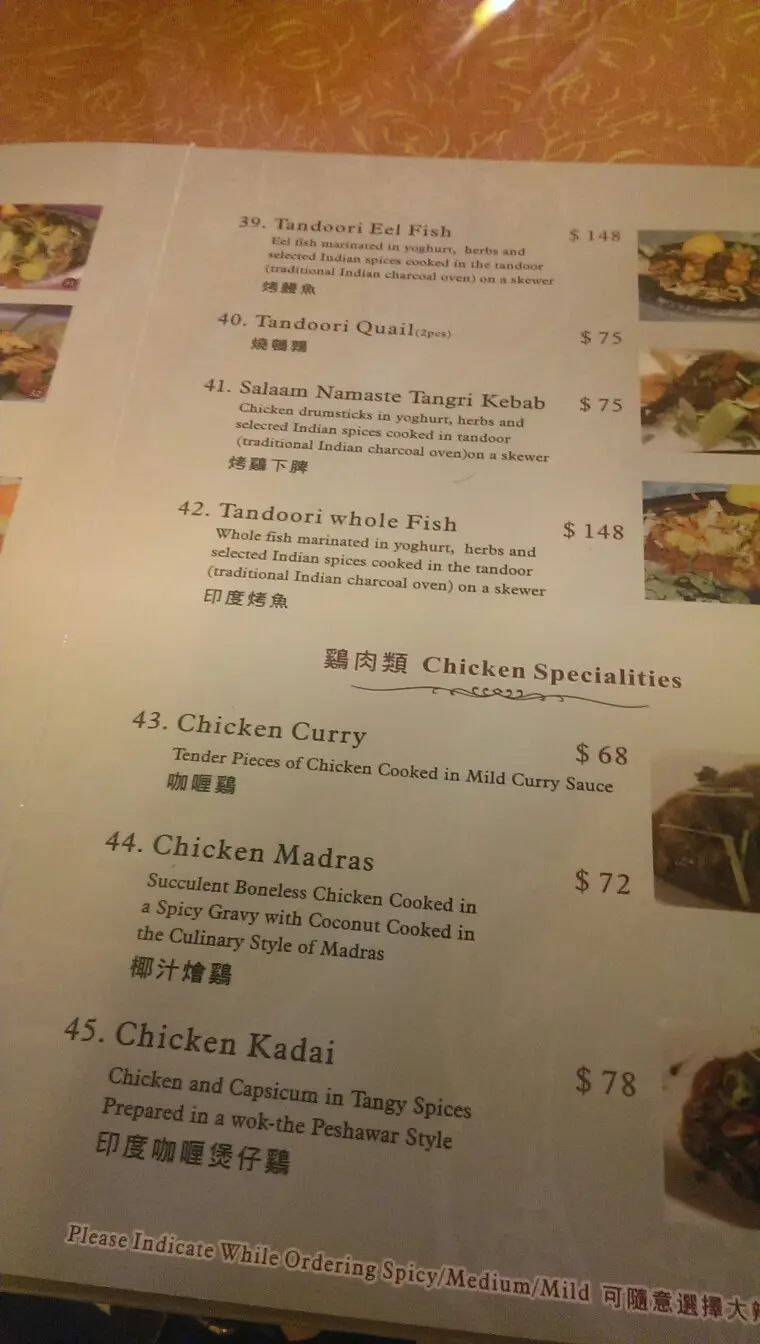 39. Tandoori Eel Fish $ 148
Eel fish marinated in yoghurt, herbs and
selected Indian spices cooked in the tandoor
(traditional Indian charcoal oven) on a skewer
烤鰻魚
40. Tandoori Quail(2pcs) $ 75
燒鵪鶉
41. Salaam Namaste Tangri Kebab $ 75
Chicken drumsticks in yoghurt, herbs and
selected Indian spices cooked in tandoor
(traditional Indian charcoal oven)on a skewer
烤鷄下脾
42. Tandoori whole Fish $ 148
Whole fish marinated in yoghurt, herbs and
selected Indian spices cooked in the tandoor
(traditional Indian charcoal oven) on a skewer
印度烤魚
鷄肉類 Chicken Specialities
43. Chicken Curry $ 68
Tender Pieces of Chicken Cooked in Mild Curry Sauce
咖喱鷄
44. Chicken Madras $ 72
Succulent Boneless Chicken Cooked in
a Spicy Gravy with Coconut Cooked in
the Culinary Style of Madras
椰汁燴鷄
45. Chicken Kadai $ 78
Chicken and Capsicum in Tangy Spices
Prepared in a wok-the Peshawar Style
印度咖喱煲仔鷄
Please Indicate While Ordering Spicy/Medium/Mild 可隨意選擇大